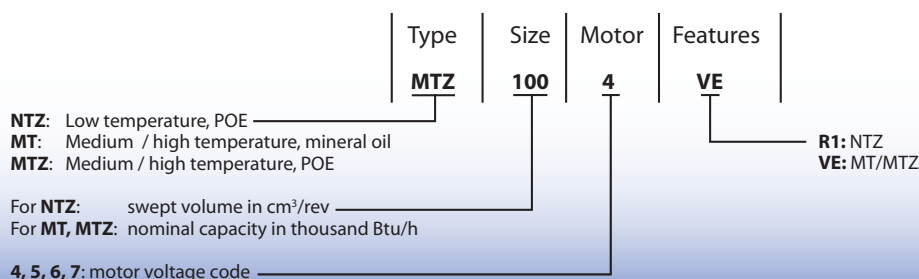 Type Size Motor Features
MTZ 100 4 VE
NTZ: Low temperature, POE
MT: Medium / high temperature, mineral oil
MTZ: Medium / high temperature, POE
R1: NTZ
VE: MT/MTZ
For NTZ: swept volume in cm³/rev
For MT, MTZ: nominal capacity in thousand Btu/h
4, 5, 6, 7: motor voltage code